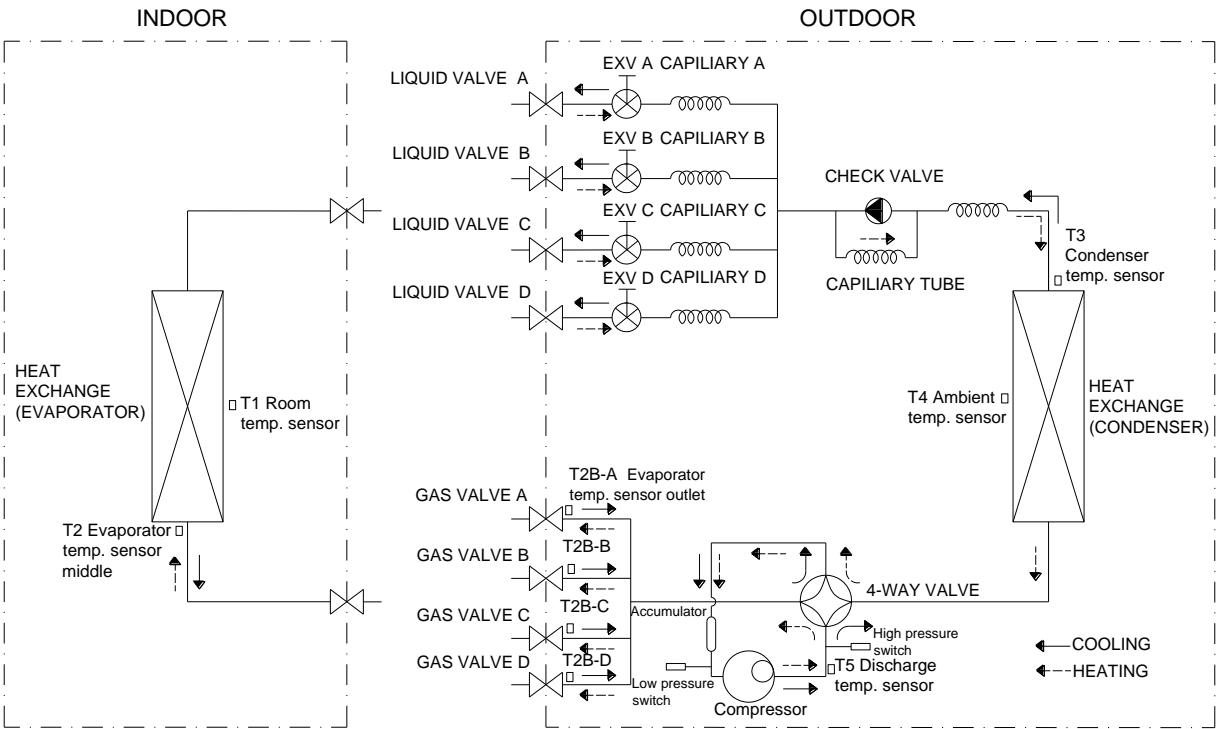 INDOOR
OUTDOOR
LIQUID VALVE A
EXV A CAPILIARY A
LIQUID VALVE B
EXV B CAPILIARY B
LIQUID VALVE C
EXV C CAPILIARY C
LIQUID VALVE D
EXV D CAPILIARY D
CHECK VALVE
CAPILIARY TUBE
T3
Condenser
temp. sensor
HEAT
EXCHANGE
(EVAPORATOR)
T1 Room
temp. sensor
T4 Ambient
temp. sensor
HEAT
EXCHANGE
(CONDENSER)
T2 Evaporator
temp. sensor
middle
GAS VALVE A
T2B-A Evaporator
temp. sensor outlet
GAS VALVE B
T2B-B
GAS VALVE C
T2B-C
GAS VALVE D
T2B-D
Accumulator
4-WAY VALVE
High pressure
switch
Low pressure
switch
T5 Discharge
temp. sensor
Compressor
COOLING
HEATING